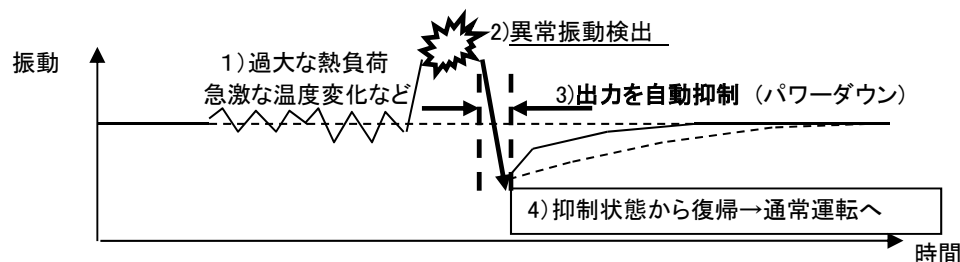 2)異常振動検出
振動
1)過大な熱負荷
急激な温度変化など
3)出力を自動抑制(パワーダウン)
4)抑制状態から復帰→通常運転へ
時間